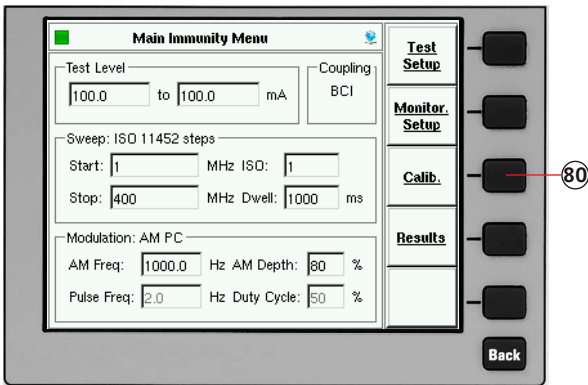 Main Immunity Menu
Test Setup
Test Level
Coupling
100.0 to 100.0 mA
BCI
Monitor. Setup
Sweep: ISO 11452 steps
Start: 1 MHz ISO: 1
Calib.
80
Stop: 400 MHz Dwell: 1000 ms
Results
Modulation: AM PC
AM Freq: 1000.0 Hz AM Depth: 80 %
Pulse Freq: 2.0 Hz Duty Cycle: 50 %
Back